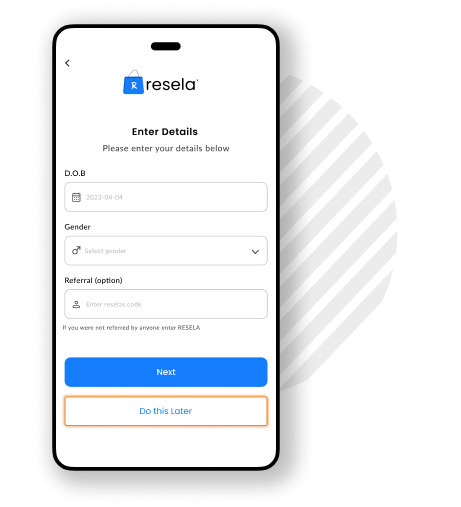 resela
Enter Details
Please enter your details below
D.O.B
2023-04-04
Gender
Select gender
Referral (option)
Enter reselas code
If you were not referred by anyone enter RESELA
Next
Do this Later